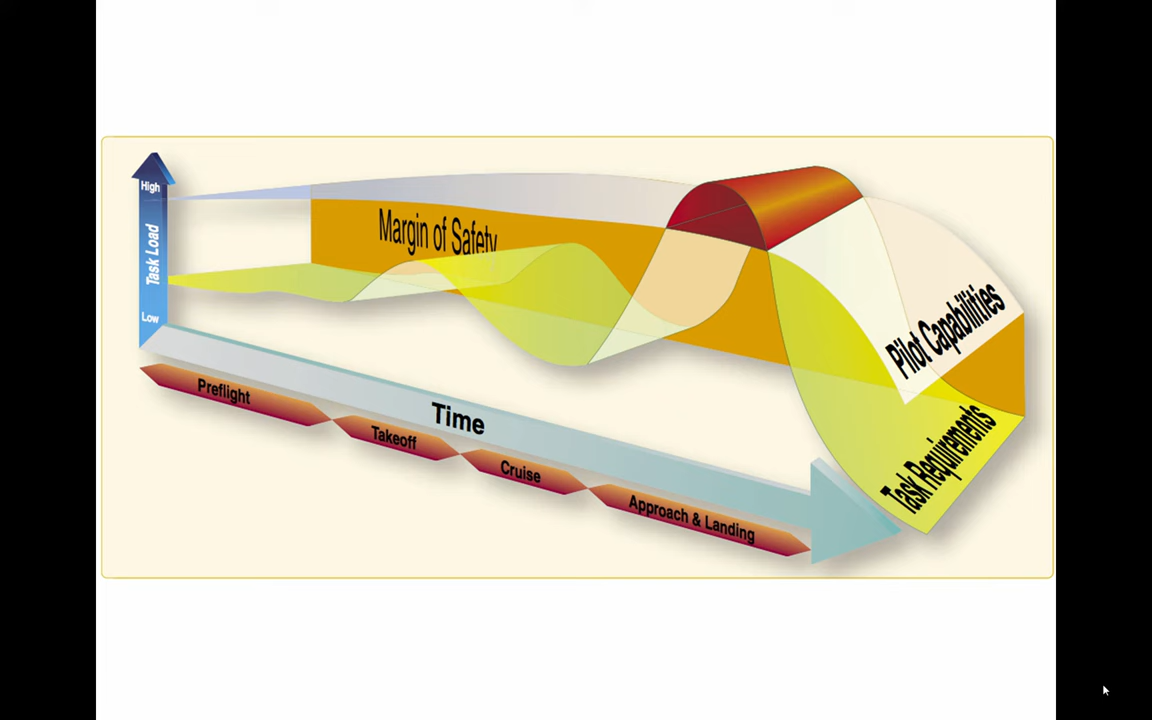 High
Task Load
Low
Margin of Safety
Pilot Capabilities
Task Requirements
Time
Preflight
Takeoff
Cruise
Approach & Landing